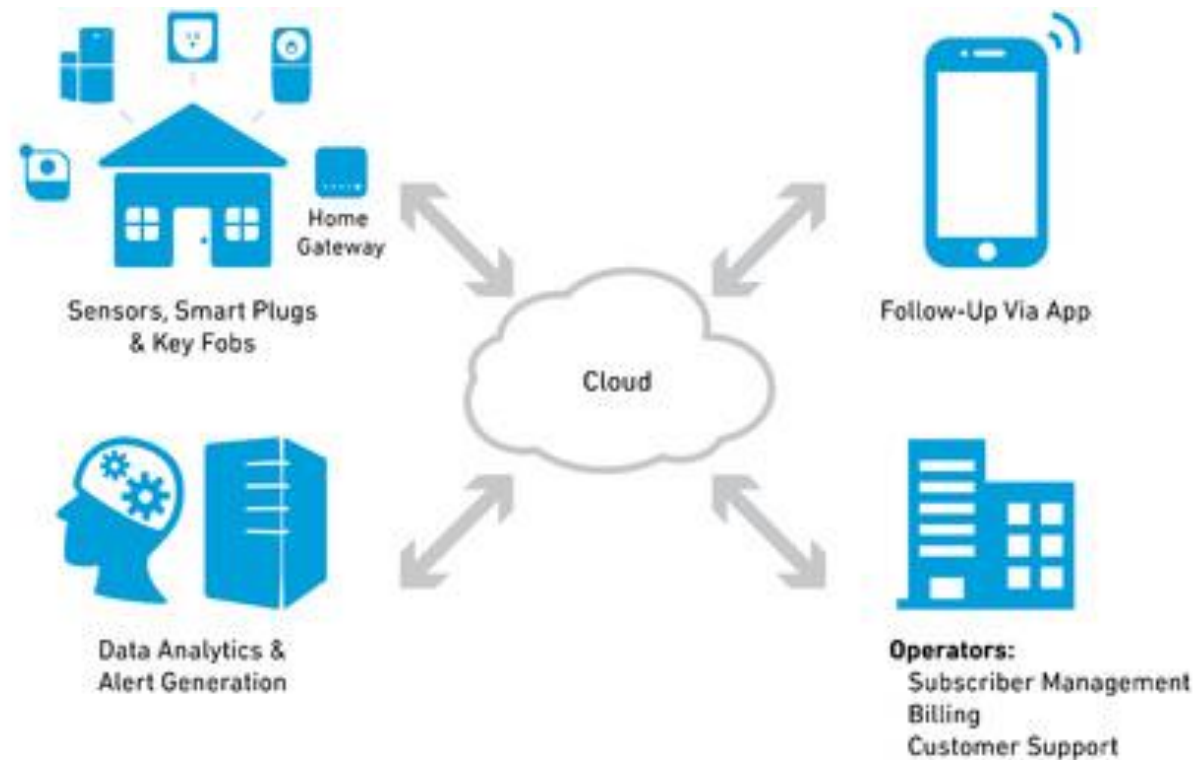 Home
Gateway
Sensors, Smart Plugs
& Key Fobs
Follow-Up Via App
Cloud
Data Analytics &
Alert Generation
Operators:
Subscriber Management
Billing
Customer Support